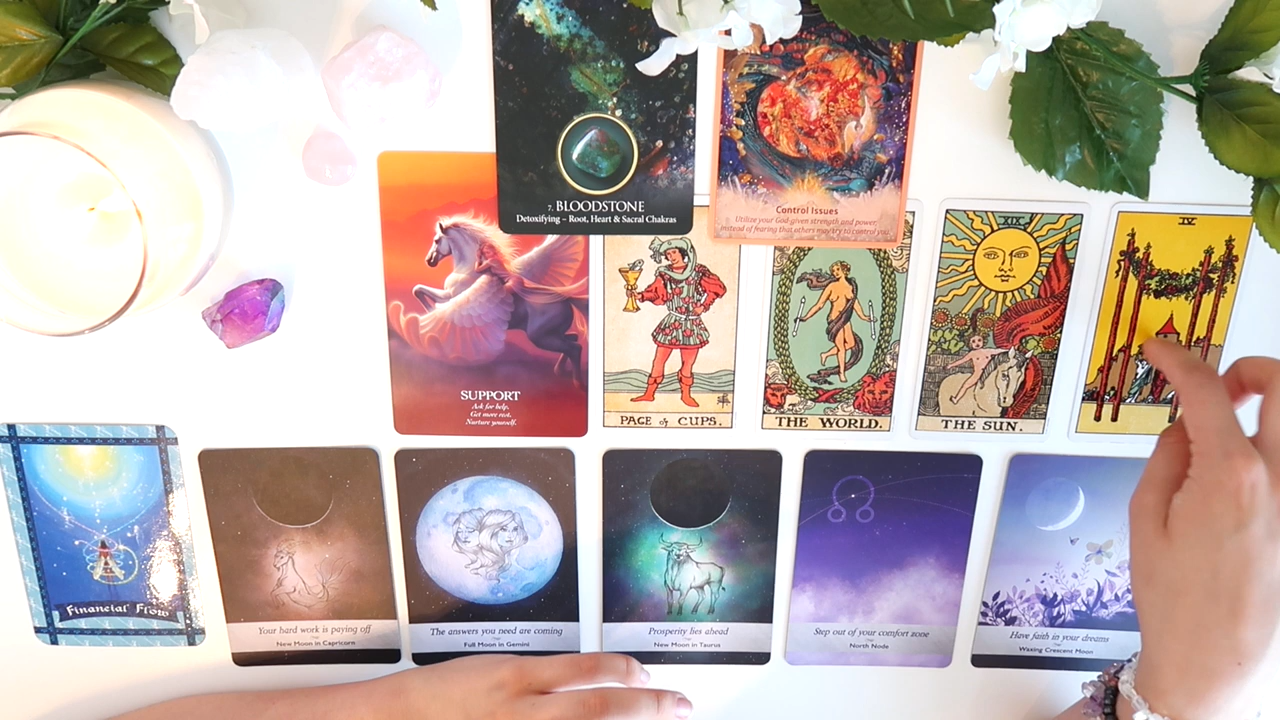 7. BLOODSTONE
Detoxifying – Root, Heart & Sacral Chakras
Control Issues
Utilize your God-given strength and power,
instead of fearing that others may try to control you.
SUPPORT
Ask for help.
Get more rest.
Nurture yourself.
PAGE of CUPS.
THE WORLD.
XIX
THE SUN.
IV
Financial Flow
Your hard work is paying off
New Moon in Capricorn
The answers you need are coming
Full Moon in Gemini
Prosperity lies ahead
New Moon in Taurus
Step out of your comfort zone
North Node
Have faith in your dreams
Waxing Crescent Moon